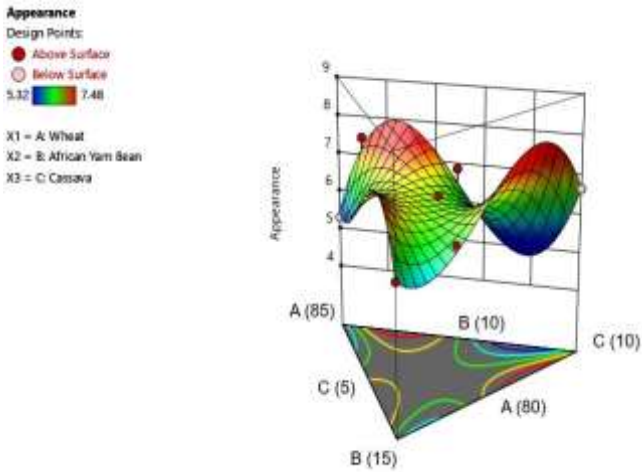 Appearance
Design Points:
Above Surface
Below Surface
5.32 7.48
X1 = A: Wheat
X2 = B: African Yam Bean
X3 = C: Cassava
9
8
7
6
5
4
Appearance
A (85)
B (10)
C (10)
C (5)
A (80)
B (15)